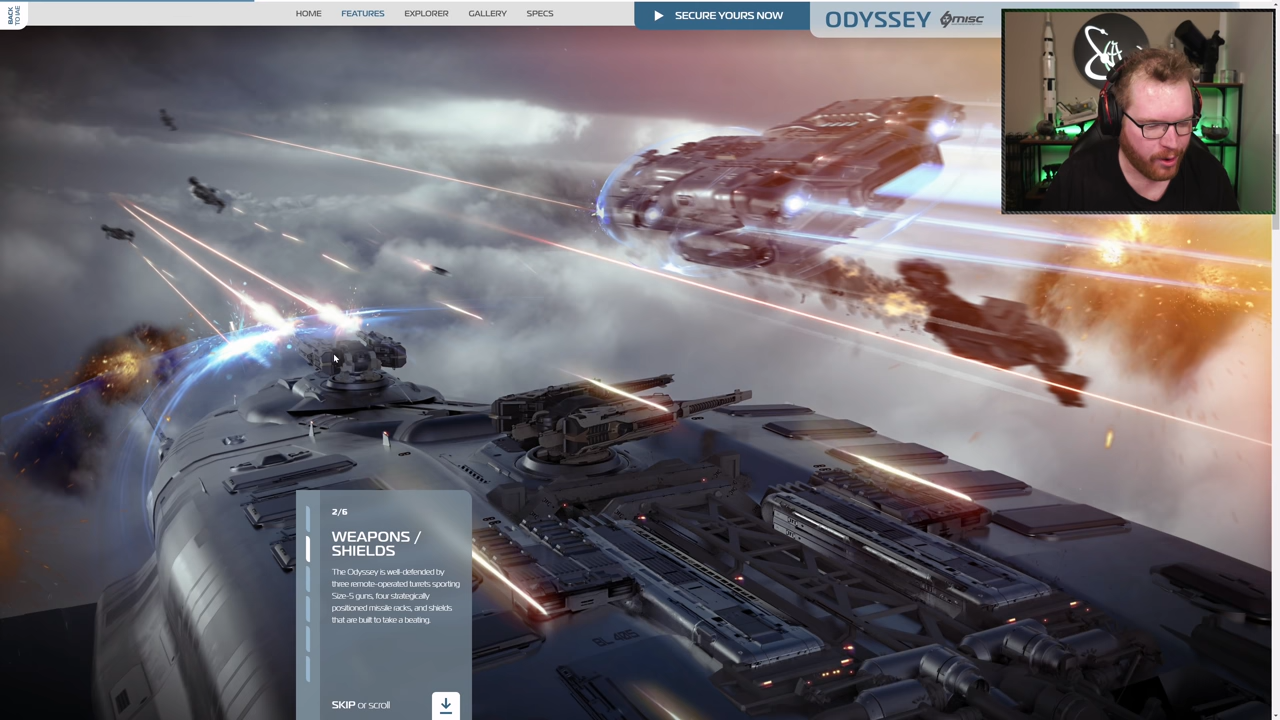 BACK
TO IAE
HOME
FEATURES
EXPLORER
GALLERY
SPECS
SECURE YOURS NOW
ODYSSEY
MISC
2/6
WEAPONS /
SHIELDS
The Odyssey is well-defended by
three remote-operated turrets sporting
Size-5 guns, four strategically
positioned missile racks, and shields
that are built to take a beating.
SKIP or scroll